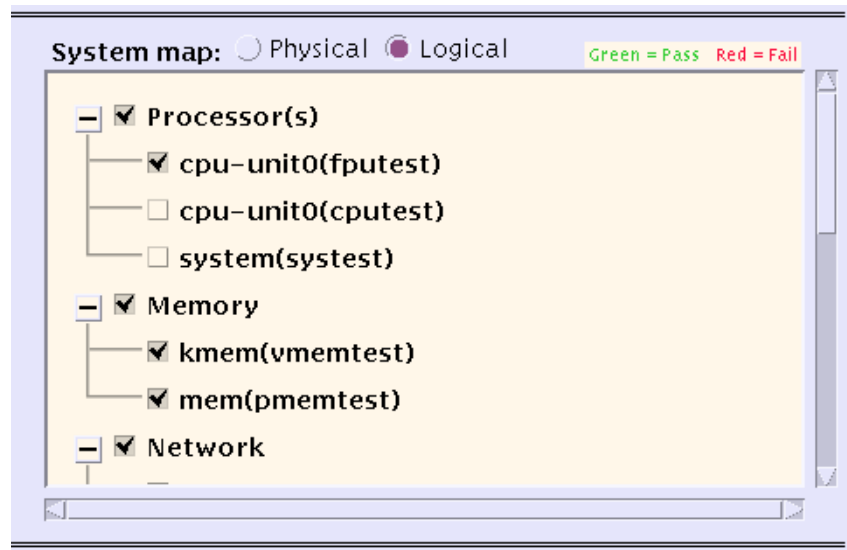 System map: Physical Logical Green = Pass Red = Fail
Processor(s)
cpu-unit0(fputest)
cpu-unit0(cputest)
system(systest)
Memory
kmem(vmemtest)
mem(pmemtest)
Network